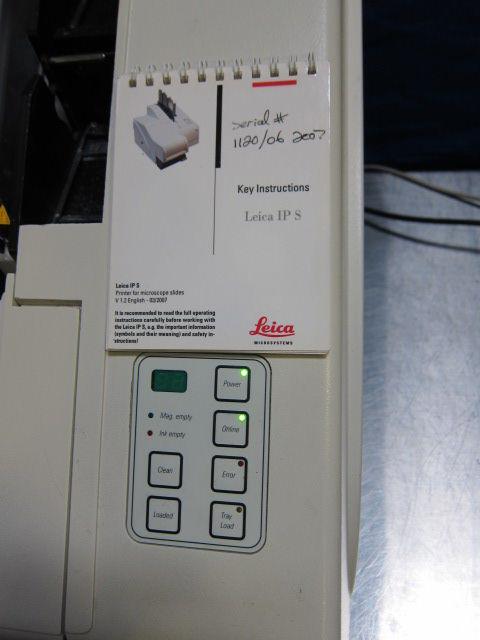 Serial #
1120/06 2007
Key Instructions
Leica IP S
Leica IP S
Printer for microscope slides
V 1.2 English - 03/2007
It is recommended to read the full operating
instructions carefully before working with
the Leica IP S, e.g. the important information
(symbols and their meaning) and safety in-
structions!
Leica
MICROSYSTEMS
Power
Mag. empty
Online
Ink empty
Clean
Error
Loaded
Tray
Load